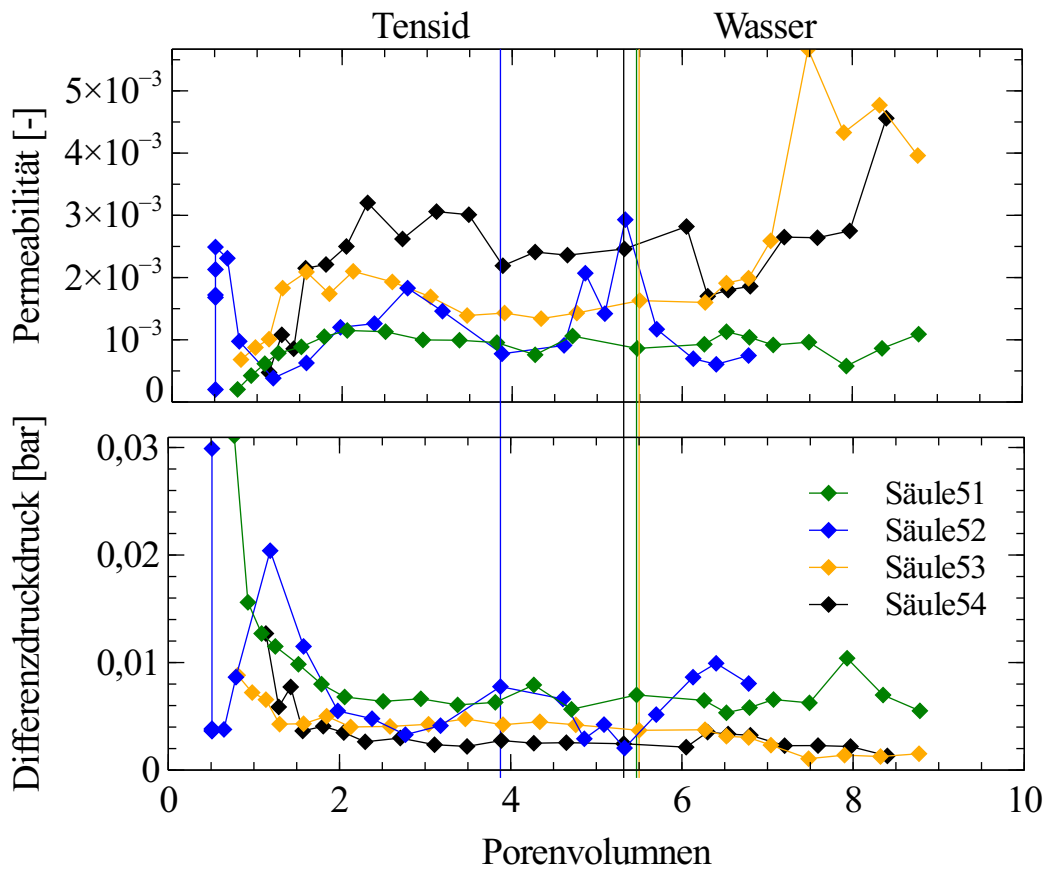 Tensid Wasser
Permeabilität [-]
5×10⁻³
4×10⁻³
3×10⁻³
2×10⁻³
10⁻³
0
Differenzdruckdruck [bar]
0,03
0,02
0,01
0
Säule51
Säule52
Säule53
Säule54
0 2 4 6 8 10
Porenvolumnen